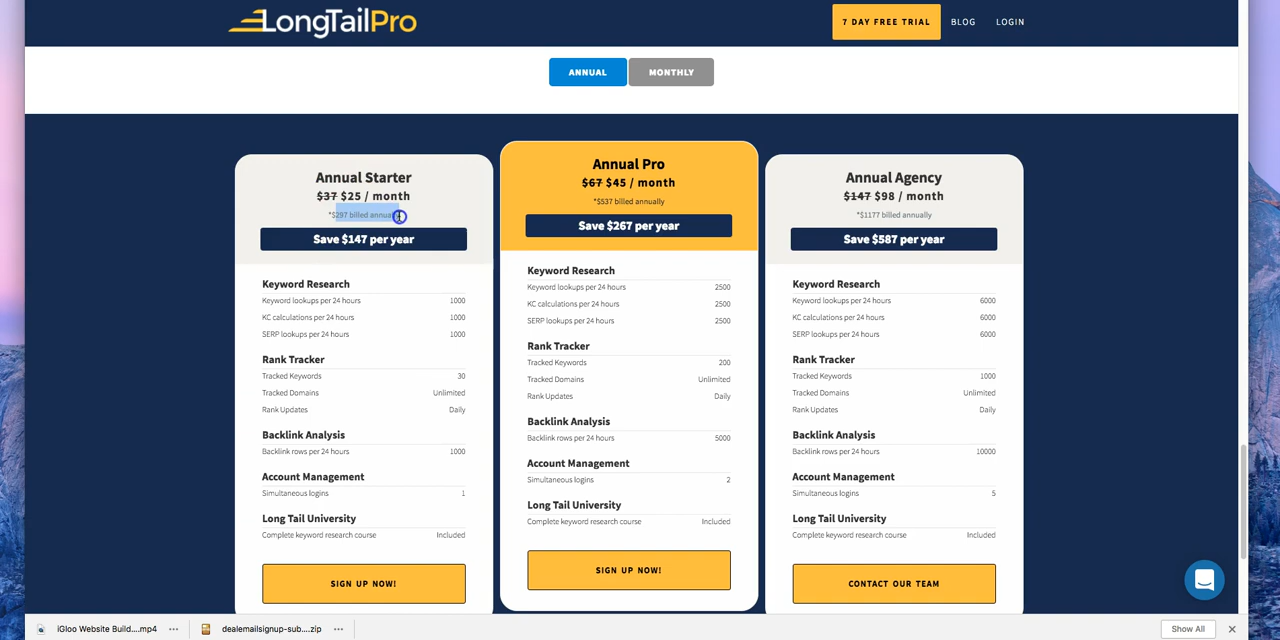 LongTailPro
7 DAY FREE TRIAL BLOG LOGIN
ANNUAL MONTHLY
Annual Starter
$37 $25 / month
*$297 billed annually
Save $147 per year
Keyword Research
Keyword lookups per 24 hours 1000
KC calculations per 24 hours 1000
SERP lookups per 24 hours 1000
Rank Tracker
Tracked Keywords 30
Tracked Domains Unlimited
Rank Updates Daily
Backlink Analysis
Backlink rows per 24 hours 1000
Account Management
Simultaneous logins 1
Long Tail University
Complete keyword research course Included
SIGN UP NOW!
Annual Pro
$67 $45 / month
*$537 billed annually
Save $267 per year
Keyword Research
Keyword lookups per 24 hours 2500
KC calculations per 24 hours 2500
SERP lookups per 24 hours 2500
Rank Tracker
Tracked Keywords 200
Tracked Domains Unlimited
Rank Updates Daily
Backlink Analysis
Backlink rows per 24 hours 5000
Account Management
Simultaneous logins 2
Long Tail University
Complete keyword research course Included
SIGN UP NOW!
Annual Agency
$147 $98 / month
*$1177 billed annually
Save $587 per year
Keyword Research
Keyword lookups per 24 hours 6000
KC calculations per 24 hours 6000
SERP lookups per 24 hours 6000
Rank Tracker
Tracked Keywords 1000
Tracked Domains Unlimited
Rank Updates Daily
Backlink Analysis
Backlink rows per 24 hours 10000
Account Management
Simultaneous logins 5
Long Tail University
Complete keyword research course Included
CONTACT OUR TEAM
iGloo Website Build....mp4 dealemailsignup-sub....zip Show All